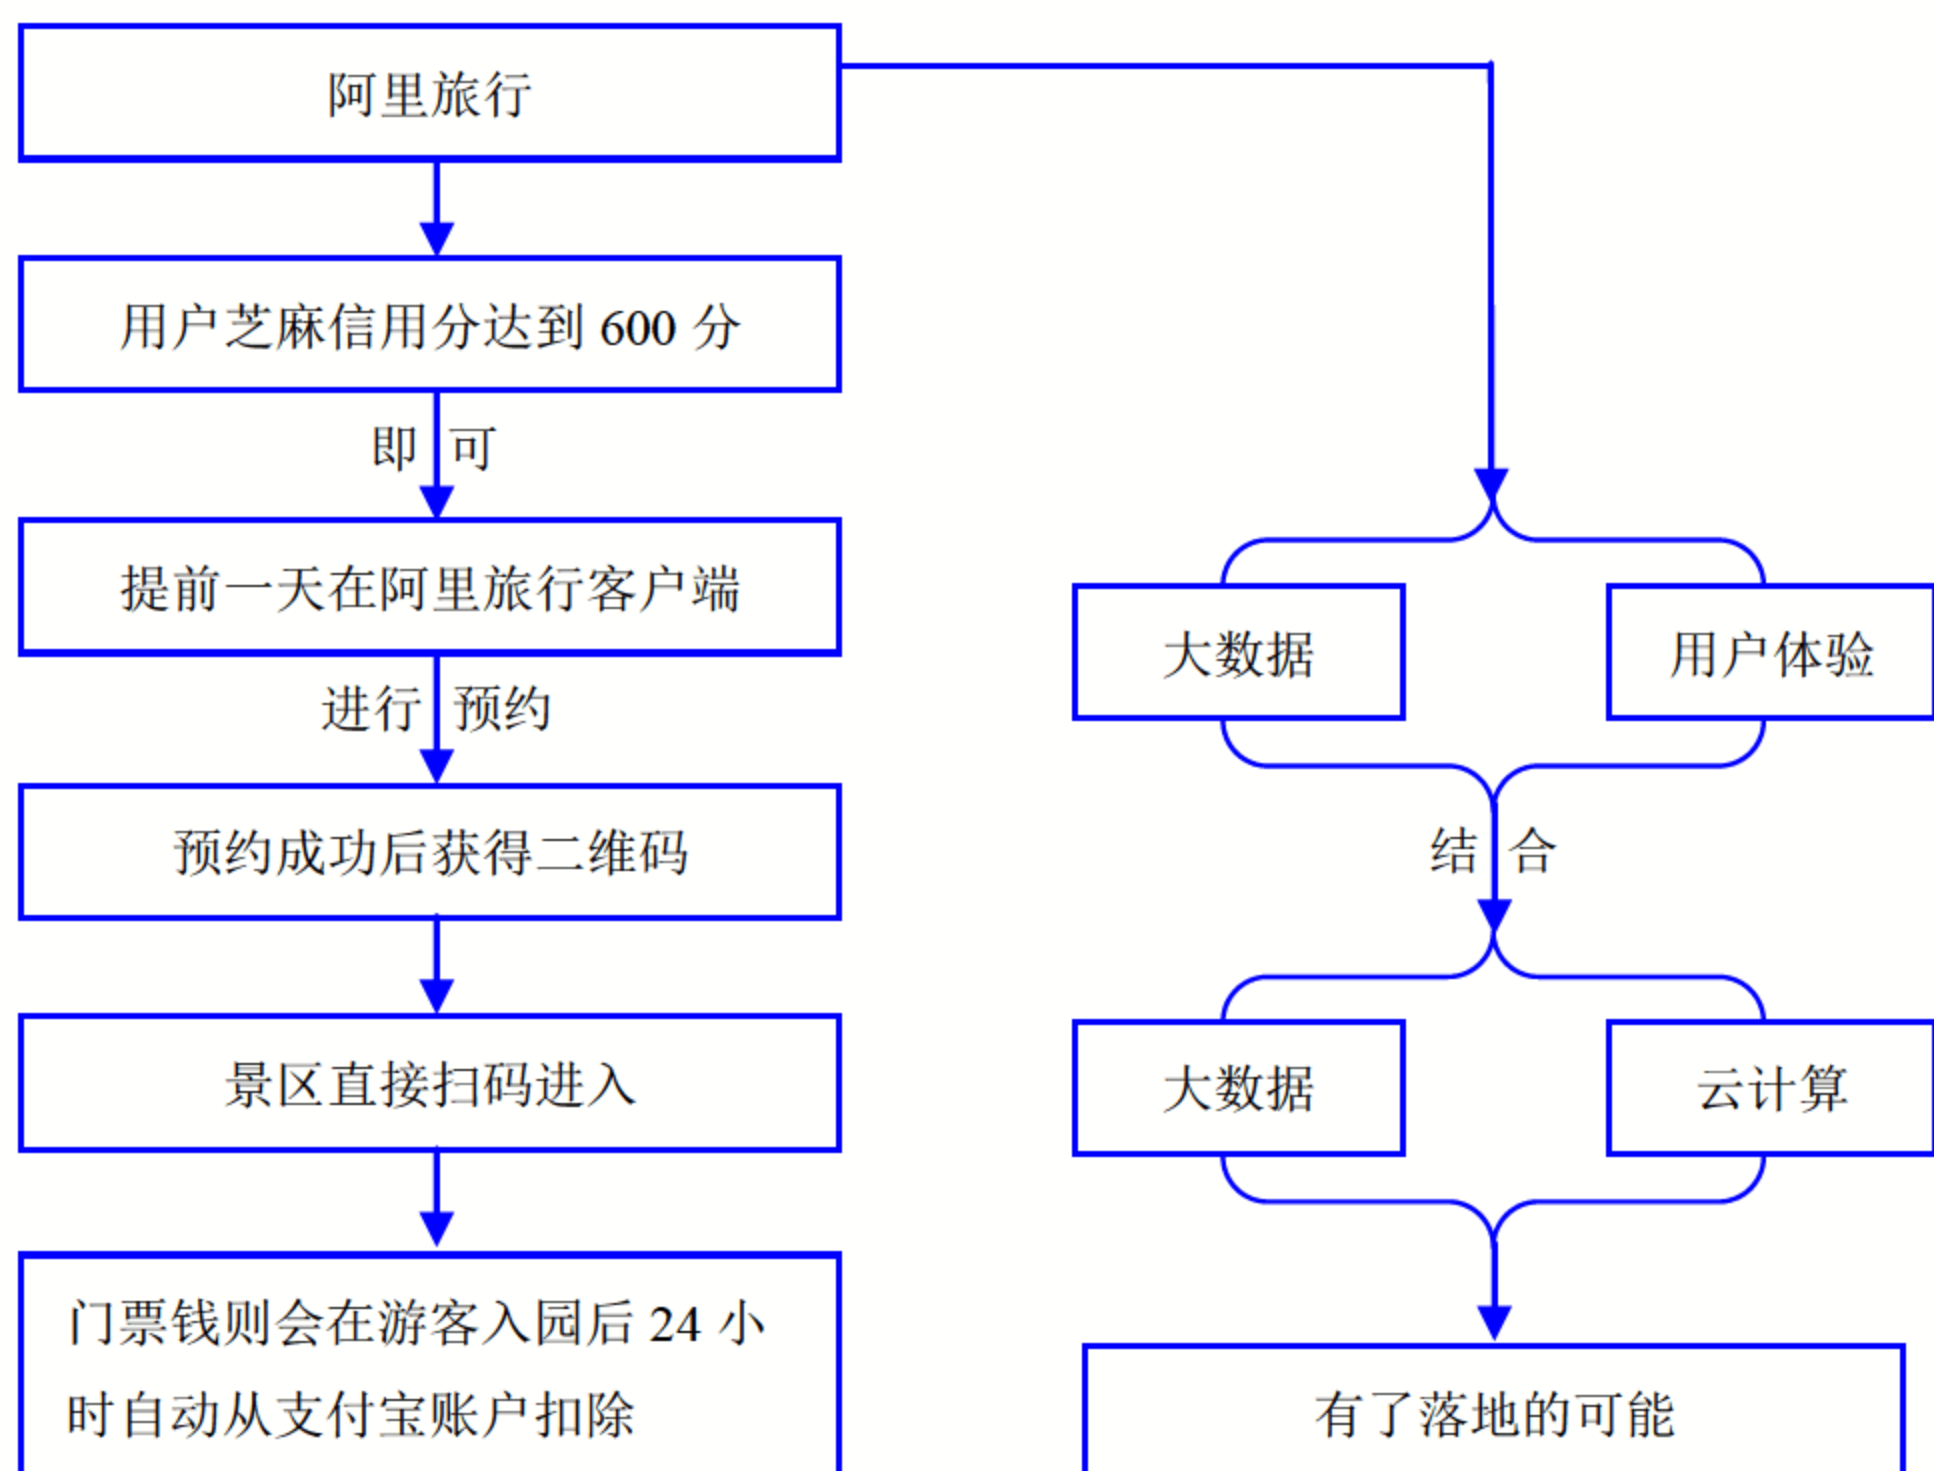 阿里旅行
用户芝麻信用分达到 600 分
即 可
提前一天在阿里旅行客户端
进行 预约
预约成功后获得二维码
景区直接扫码进入
门票钱则会在游客入园后 24 小
时自动从支付宝账户扣除
大数据
用户体验
结 合
大数据
云计算
有了落地的可能